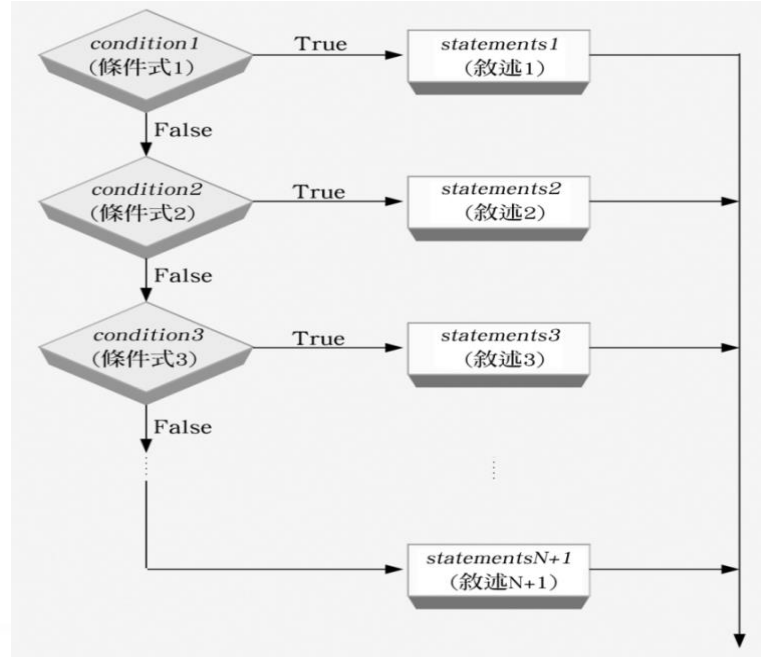 condition1
(條件式1)
True
statements1
(敘述1)
False
condition2
(條件式2)
True
statements2
(敘述2)
False
condition3
(條件式3)
True
statements3
(敘述3)
False
statementsN+1
(敘述N+1)